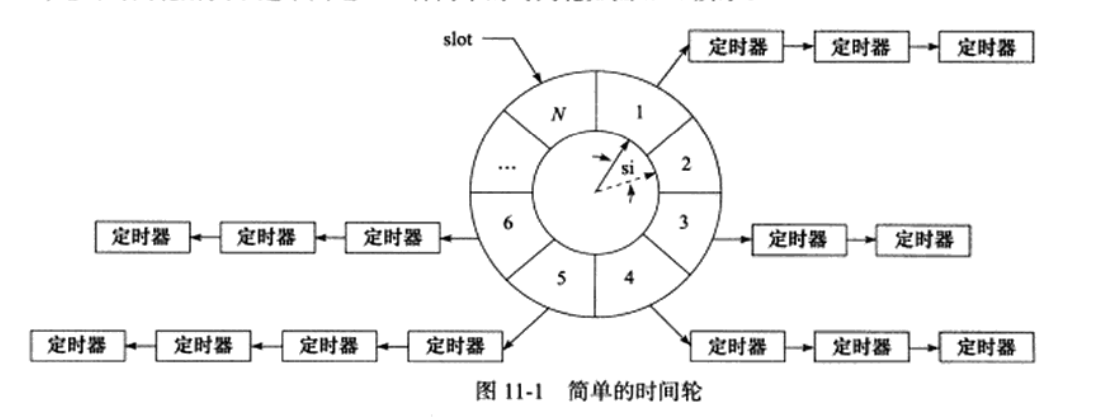 slot
定时器 定时器 定时器
N 1
... si 2
6 3
定时器 定时器 定时器
定时器 定时器
5 4
定时器 定时器 定时器 定时器
定时器 定时器 定时器
图 11-1 简单的时间轮